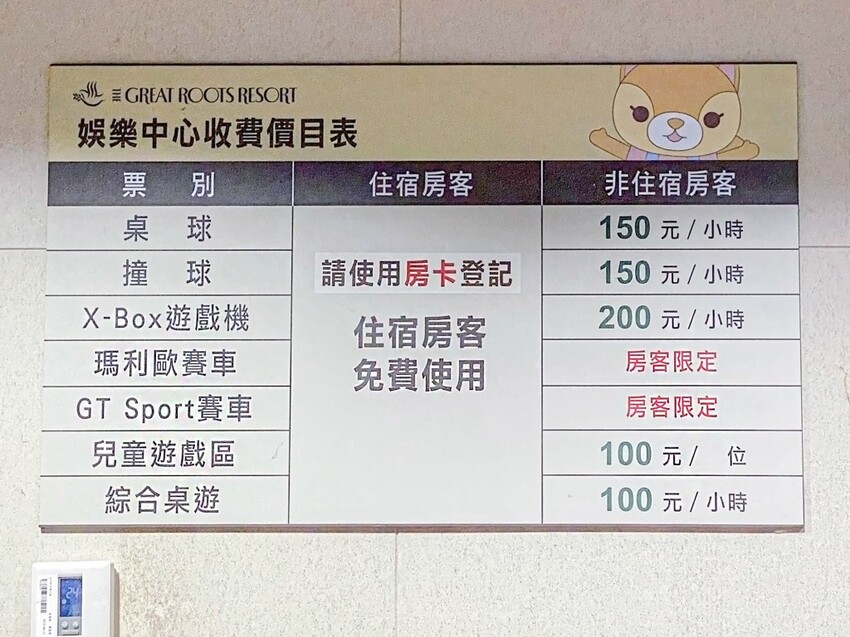 THE GREAT ROOTS RESORT
娛樂中心收費價目表
票別 住宿房客 非住宿房客
桌球 150 元 / 小時
撞球 150 元 / 小時
請使用房卡登記
X-Box遊戲機 200 元 / 小時
住宿房客
瑪利歐賽車 房客限定
免費使用
GT Sport賽車 房客限定
兒童遊戲區 100 元 / 位
綜合桌遊 100 元 / 小時
24